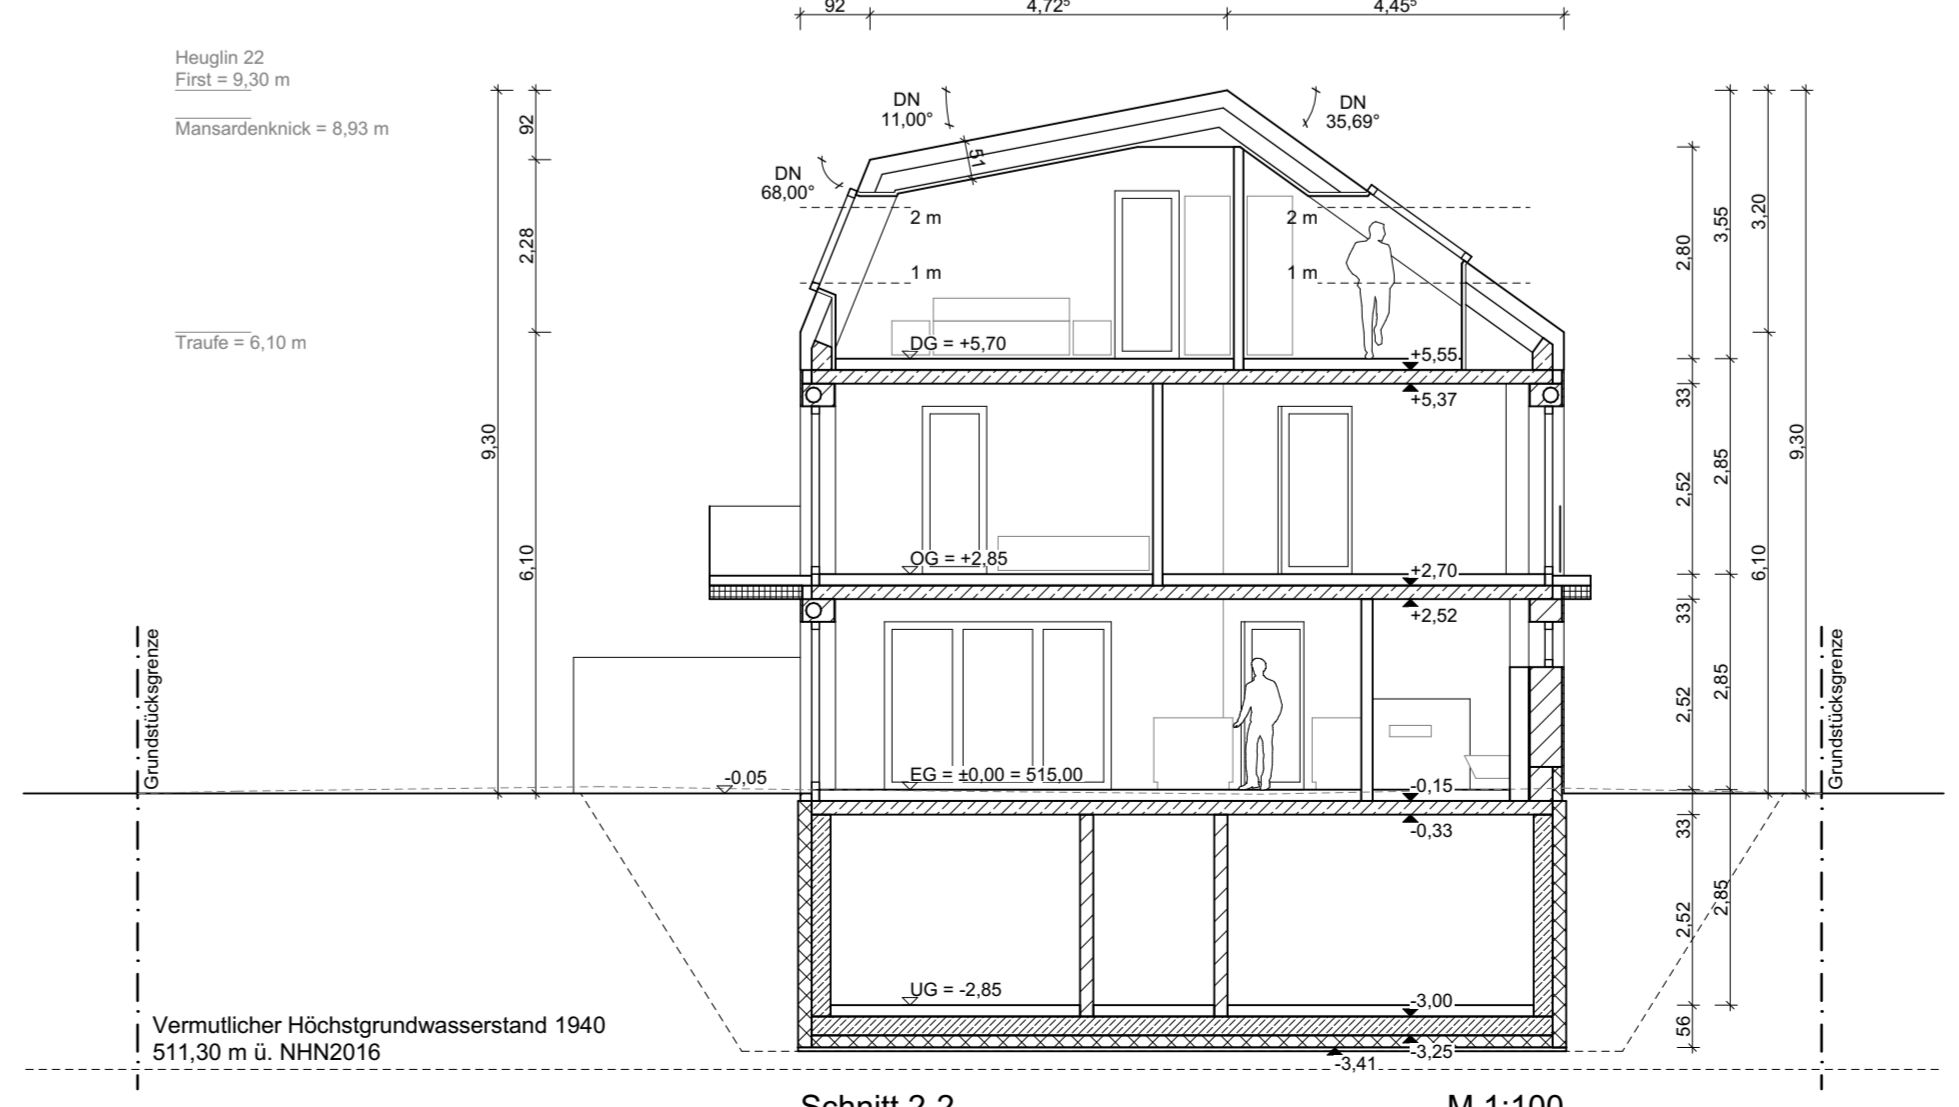 92
4,72⁵
4,45⁵
Heuglin 22
First = 9,30 m
Mansardenknick = 8,93 m
Traufe = 6,10 m
DN
11,00°
DN
35,69°
DN
68,00°
51
92
2,28
9,30
6,10
2 m
2 m
1 m
1 m
DG = +5,70
+5,55
+5,37
OG = +2,85
+2,70
+2,52
-0,05
EG = ±0,00 = 515,00
-0,15
-0,33
UG = -2,85
-3,00
-3,25
-3,41
2,80
33
2,52
33
2,52
33
2,52
56
3,55
2,85
2,85
2,85
3,20
6,10
9,30
Grundstücksgrenze
Grundstücksgrenze
Vermutlicher Höchstgrundwasserstand 1940
511,30 m ü. NHN2016
Schnitt 2-2
M 1:100